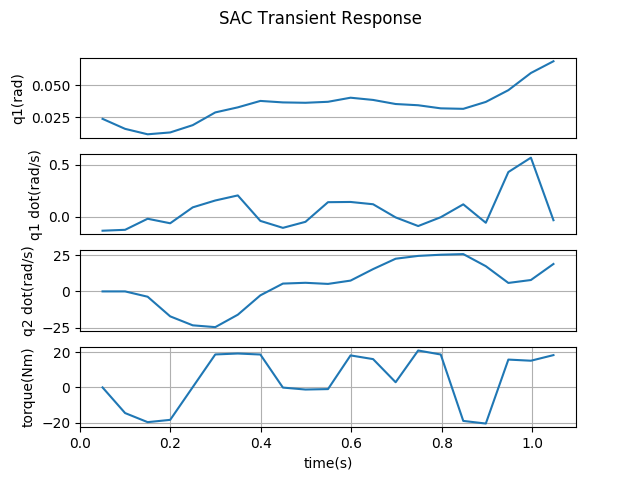 SAC Transient Response
q1(rad)
0.050
0.025
q1 dot(rad/s)
0.5
0.0
q2 dot(rad/s)
25
0
−25
torque(Nm)
20
0
−20
0.0 0.2 0.4 0.6 0.8 1.0
time(s)